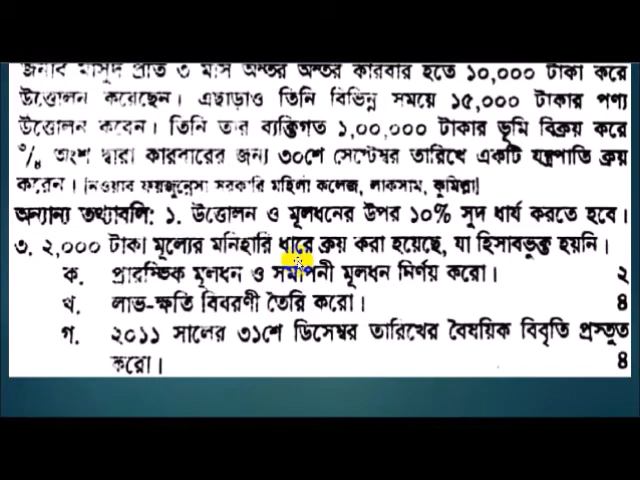 জনাব মাসুদ প্রতি ৩ মাস অন্তর অন্তর কারবার হতে ১০,০০০ টাকা করে
উত্তোলন করেছেন। এছাড়াও তিনি বিভিন্ন সময়ে ১৫,০০০ টাকার পণ্য
উত্তোলন করেন। তিনি তার ব্যক্তিগত ১,০০,০০০ টাকার ভূমি বিক্রয় করে
৩/৪ অংশ দ্বারা কারবারের জন্য ৩০শে সেপ্টেম্বর তারিখে একটি যন্ত্রপাতি ক্রয়
করেন। [নওয়াব ফয়জুন্নেসা সরকারি মহিলা কলেজ, লাকসাম, কুমিল্লা]
অন্যান্য তথ্যাবলি: ১. উত্তোলন ও মূলধনের উপর ১০% সুদ ধার্য করতে হবে।
৩. ২,০০০ টাকা মূল্যের মনিহারি ধারে ক্রয় করা হয়েছে, যা হিসাবভুক্ত হয়নি।
ক. প্রারম্ভিক মূলধন ও সমাপনী মূলধন নির্ণয় করো। ২
খ. লাভ-ক্ষতি বিবরণী তৈরি করো। ৪
গ. ২০১১ সালের ৩১শে ডিসেম্বর তারিখের বৈষয়িক বিবৃতি প্রস্তুত
করো। ৪